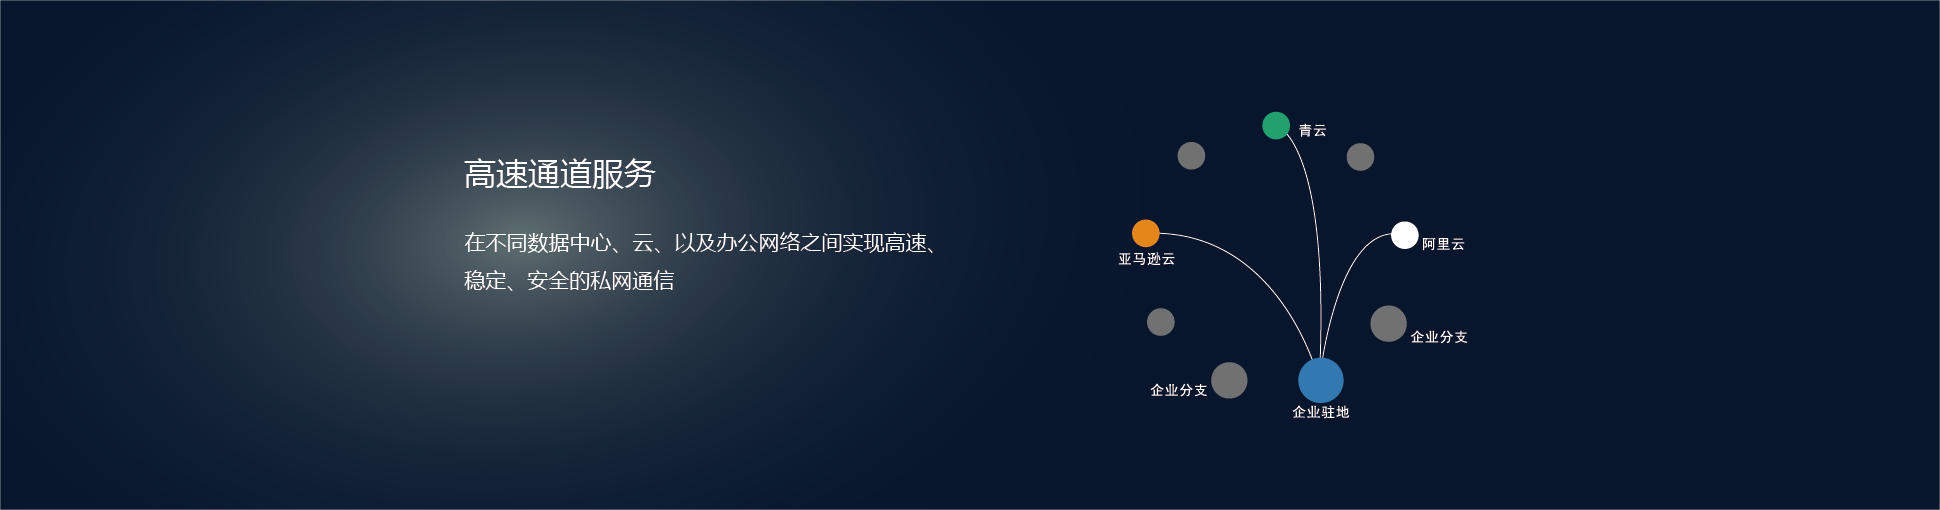 高速通道服务
在不同数据中心、云、以及办公网络之间实现高速、
稳定、安全的私网通信
青云
阿里云
亚马逊云
企业分支
企业分支
企业驻地